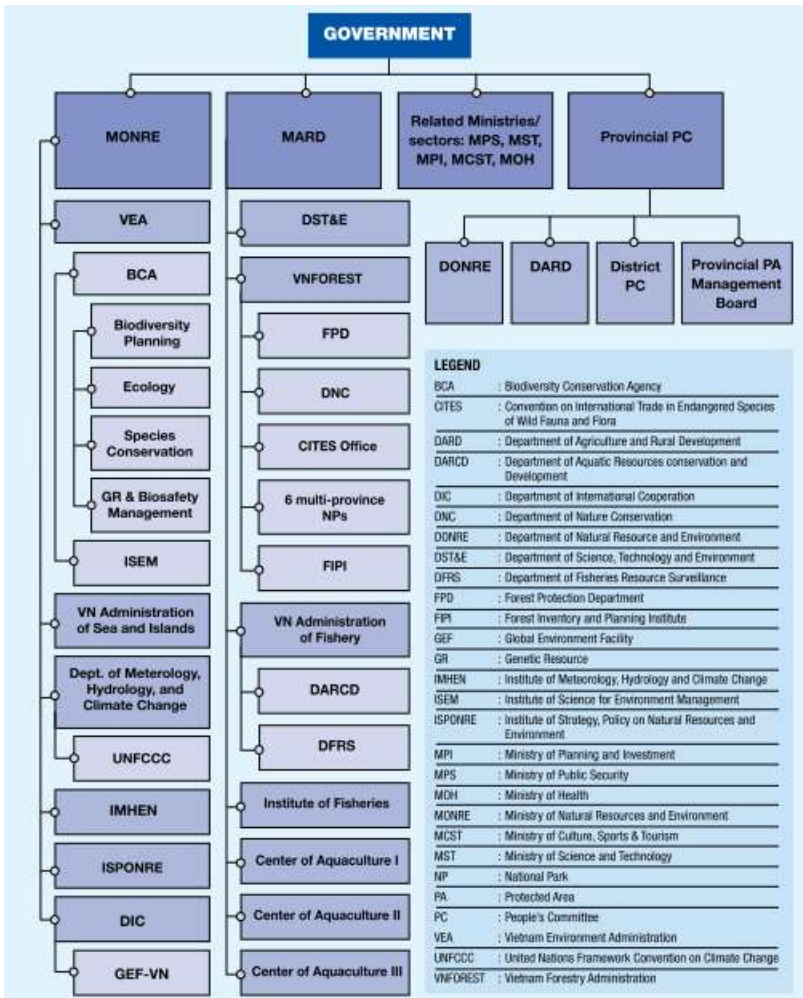 GOVERNMENT
MONRE
MARD
Related Ministries/
sectors: MPS, MST,
MPI, MCST, MOH
Provincial PC
VEA
BCA
Biodiversity
Planning
Ecology
Species
Conservation
GR & Biosafety
Management
ISEM
VN Administration
of Sea and Islands
Dept. of Meterology,
Hydrology, and
Climate Change
UNFCCC
IMHEN
ISPONRE
DIC
GEF-VN
DST&E
VNFOREST
FPD
DNC
CITES Office
6 multi-province
NPs
FIPI
VN Administration
of Fishery
DARCD
DFRS
Institute of Fisheries
Center of Aquaculture I
Center of Aquaculture II
Center of Aquaculture III
DONRE
DARD
District
PC
Provincial PA
Management
Board
LEGEND
BCA : Biodiversity Conservation Agency
CITES : Convention on International Trade in Endangered Species
of Wild Fauna and Flora
DARD : Department of Agriculture and Rural Development
DARCD : Department of Aquatic Resources conservation and
Development
DIC : Department of International Cooperation
DNC : Department of Nature Conservation
DONRE : Department of Natural Resource and Environment
DST&E : Department of Science, Technology and Environment
DFRS : Department of Fisheries Resource Surveillance
FPD : Forest Protection Department
FIPI : Forest Inventory and Planning Institute
GEF : Global Environment Facility
GR : Genetic Resource
IMHEN : Institute of Meteorology, Hydrology and Climate Change
ISEM : Institute of Science for Environment Management
ISPONRE : Institute of Strategy, Policy on Natural Resources and
Environment
MPI : Ministry of Planning and Investment
MPS : Ministry of Public Security
MOH : Ministry of Health
MONRE : Ministry of Natural Resources and Environment
MCST : Ministry of Culture, Sports & Tourism
MST : Ministry of Science and Technology
NP : National Park
PA : Protected Area
PC : People's Committee
VEA : Vietnam Environment Administration
UNFCCC : United Nations Framework Convention on Climate Change
VNFOREST : Vietnam Forestry Administration